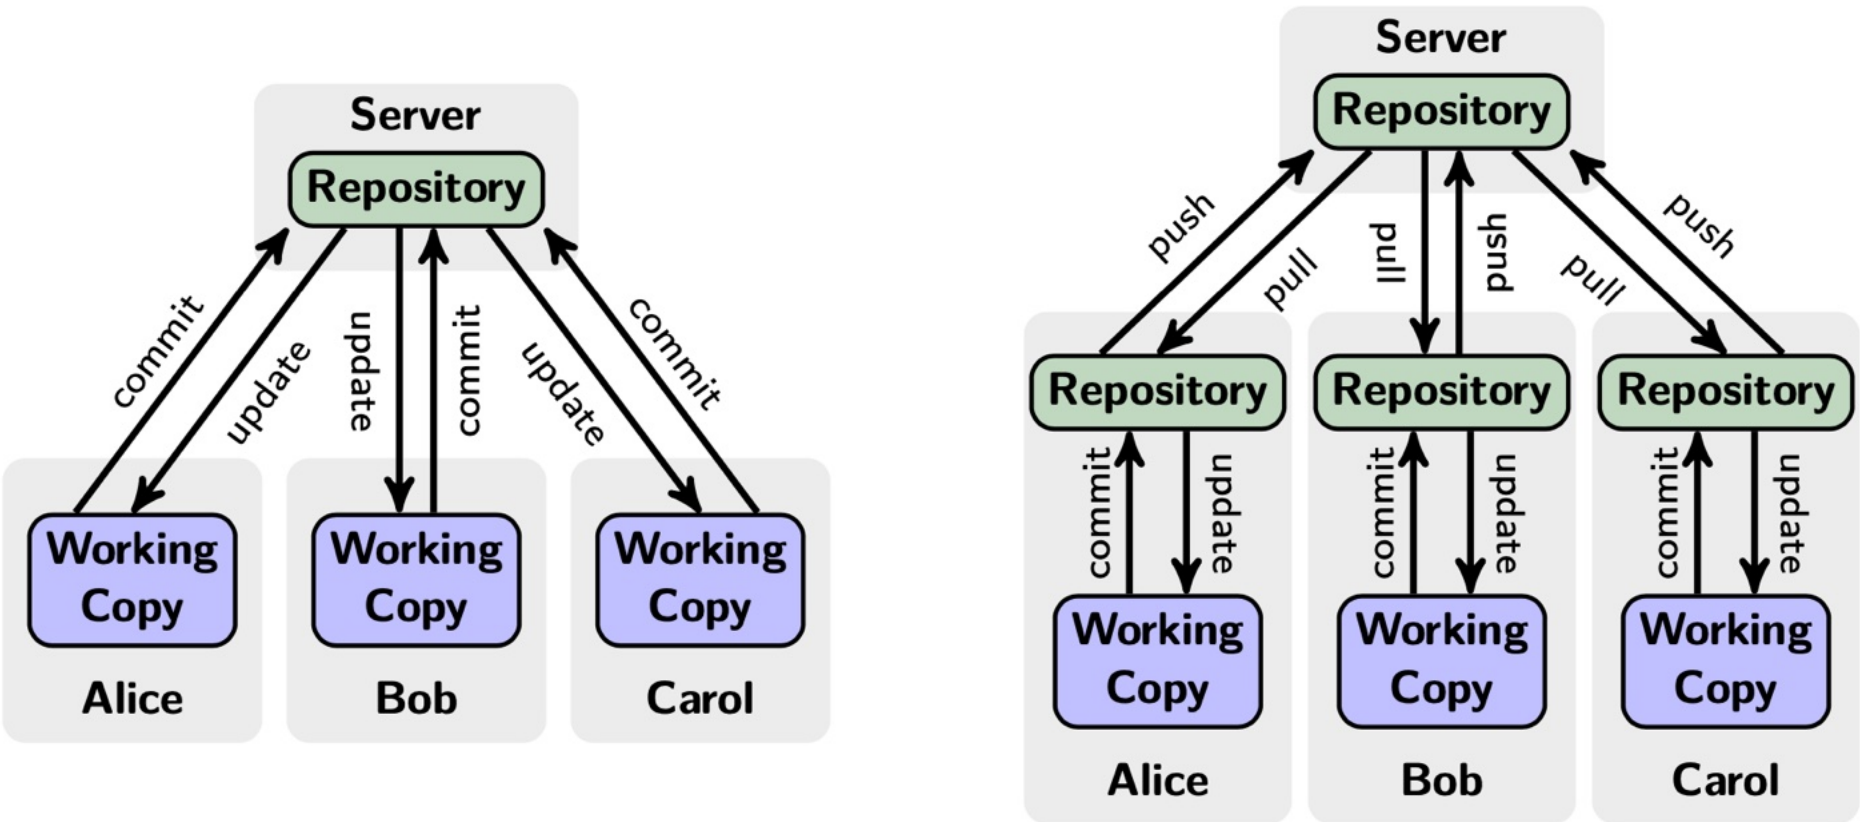 Server
Repository
commit
update
update
commit
update
commit
Working
Copy
Alice
Working
Copy
Bob
Working
Copy
Carol
Server
Repository
push
pull
pull
push
pull
push
Repository
Repository
Repository
commit
update
commit
update
commit
update
Working
Copy
Alice
Working
Copy
Bob
Working
Copy
Carol